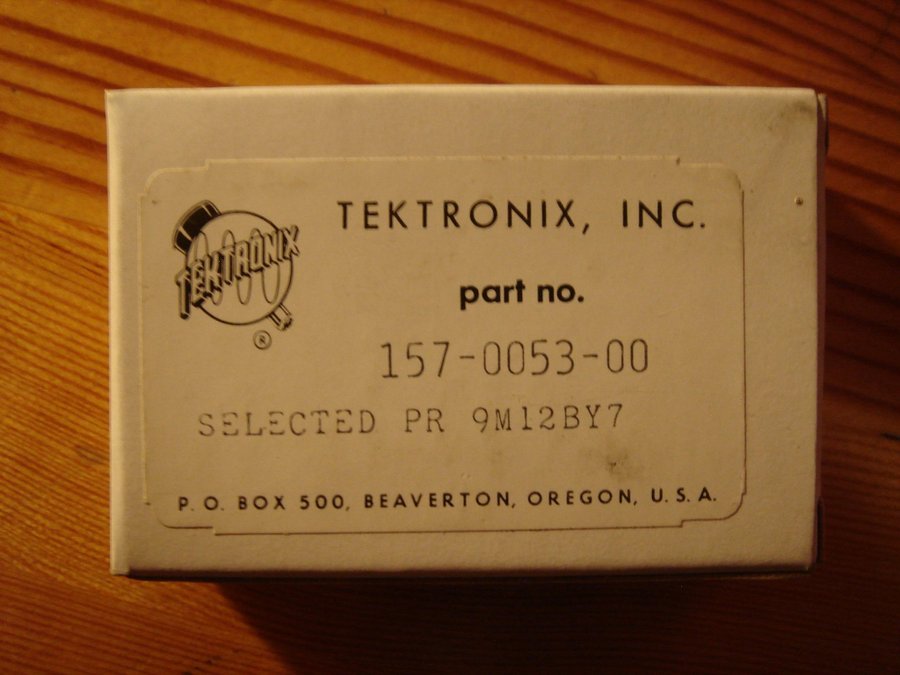 TEKTRONIX, INC.
TEKTRONIX
®
part no.
157-0053-00
SELECTED PR 9M12BY7
P.O. BOX 500, BEAVERTON, OREGON, U.S.A.